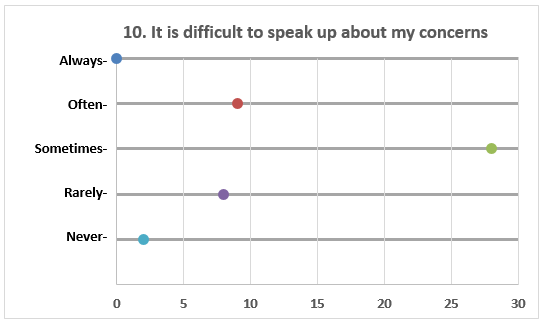 10. It is difficult to speak up about my concerns
Always-
Often-
Sometimes-
Rarely-
Never-
0 5 10 15 20 25 30